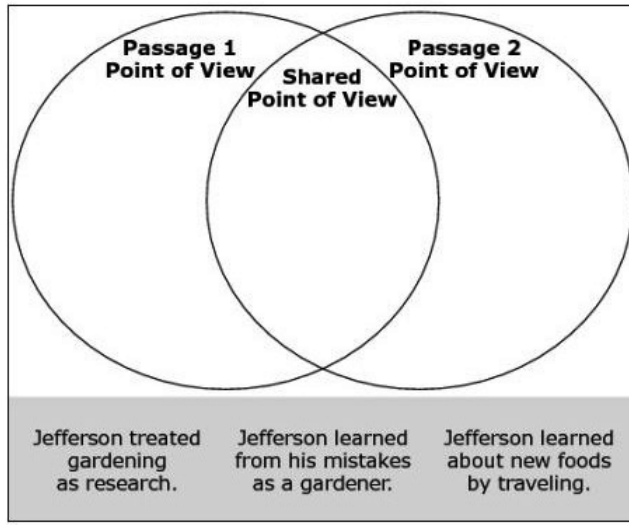 Passage 1
Point of View
Shared
Point of View
Passage 2
Point of View
Jefferson treated
gardening
as research.
Jefferson learned
from his mistakes
as a gardener.
Jefferson learned
about new foods
by traveling.